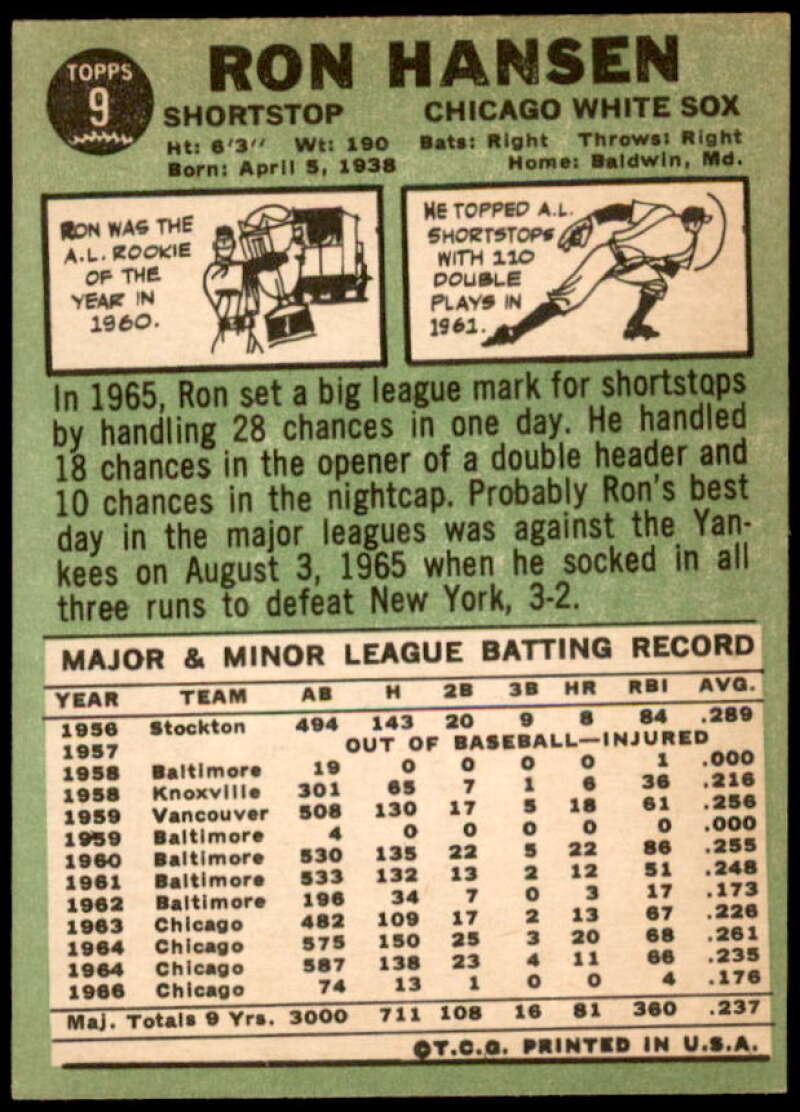 TOPPS
9
RON HANSEN
SHORTSTOP CHICAGO WHITE SOX
Ht: 6'3" Wt: 190 Bats: Right Throws: Right
Born: April 5, 1938 Home: Baldwin, Md.
RON WAS THE
A.L. ROOKIE
OF THE
YEAR IN
1960.
HE TOPPED A.L.
SHORTSTOPS
WITH 110
DOUBLE
PLAYS IN
1961.
In 1965, Ron set a big league mark for shortstops
by handling 28 chances in one day. He handled
18 chances in the opener of a double header and
10 chances in the nightcap. Probably Ron's best
day in the major leagues was against the Yan-
kees on August 3, 1965 when he socked in all
three runs to defeat New York, 3-2.
MAJOR & MINOR LEAGUE BATTING RECORD
YEAR TEAM AB H 2B 3B HR RBI AVG.
1956 Stockton 494 143 20 9 8 84 .289
1957 OUT OF BASEBALL—INJURED
1958 Baltimore 19 0 0 0 0 1 .000
1958 Knoxville 301 65 7 1 6 36 .216
1959 Vancouver 508 130 17 5 18 61 .256
1959 Baltimore 4 0 0 0 0 0 .000
1960 Baltimore 530 135 22 5 22 86 .255
1961 Baltimore 533 132 13 2 12 51 .248
1962 Baltimore 196 34 7 0 3 17 .173
1963 Chicago 482 109 17 2 13 67 .226
1964 Chicago 575 150 25 3 20 68 .261
1964 Chicago 587 138 23 4 11 66 .235
1966 Chicago 74 13 1 0 0 4 .176
Maj. Totals 9 Yrs. 3000 711 108 16 81 360 .237
©T.C.G. PRINTED IN U.S.A.